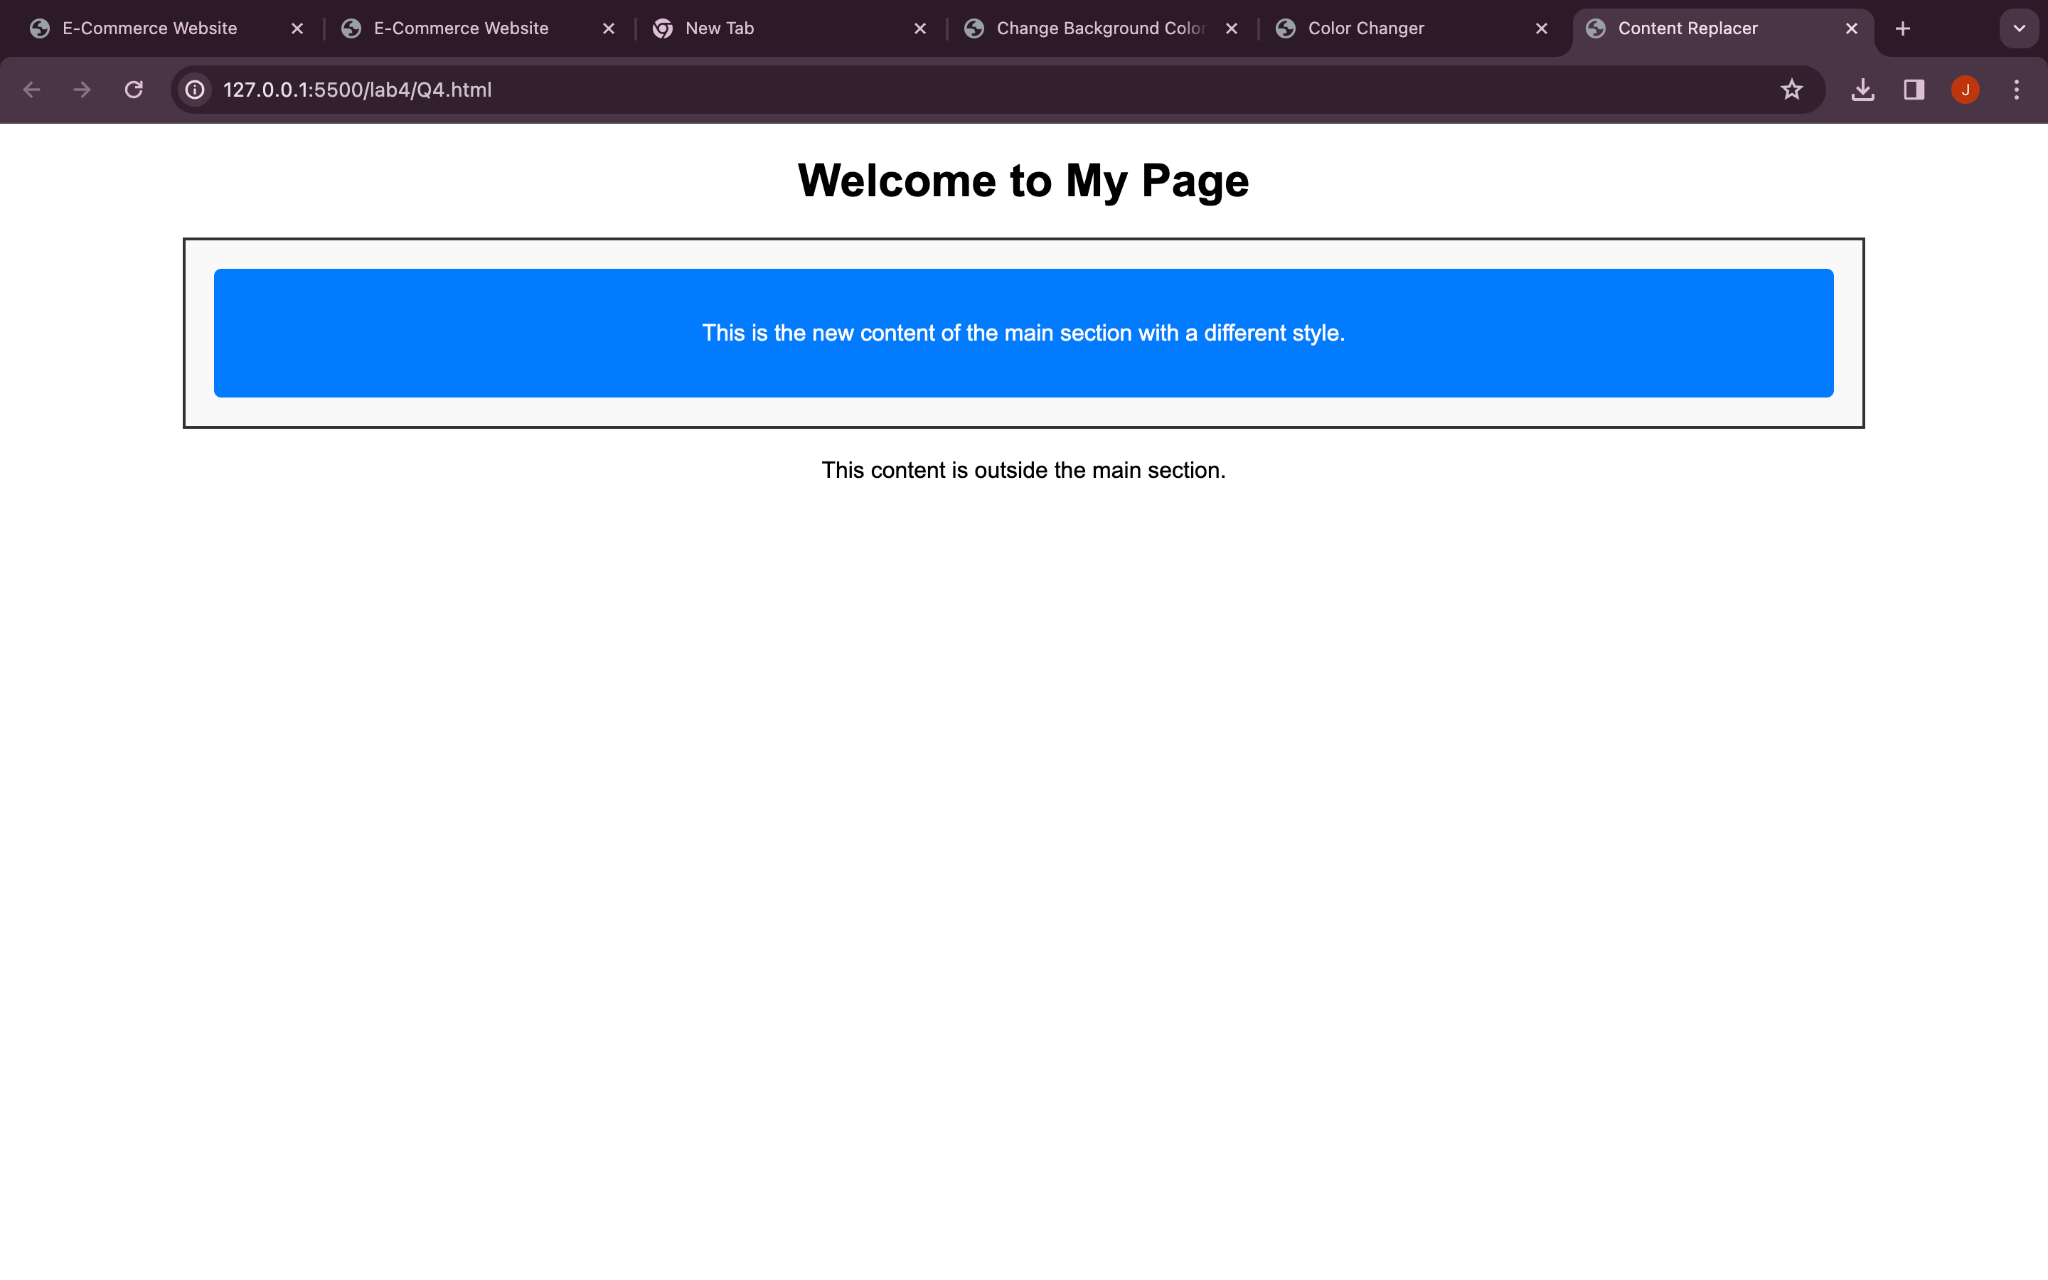 E-Commerce Website
E-Commerce Website
New Tab
Change Background Color
Color Changer
Content Replacer
127.0.0.1:5500/lab4/Q4.html
J
Welcome to My Page
This is the new content of the main section with a different style.
This content is outside the main section.